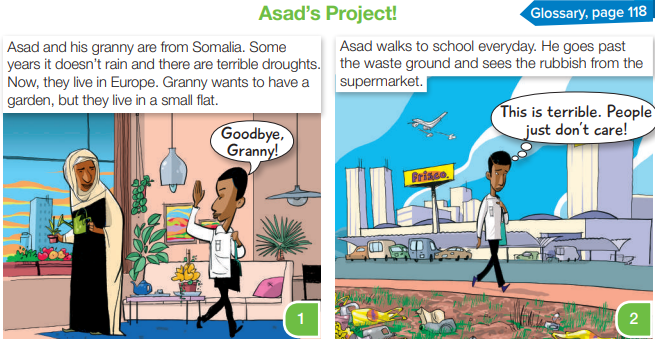 Asad's Project!
Glossary, page 118
Asad and his granny are from Somalia. Some
years it doesn't rain and there are terrible droughts.
Now, they live in Europe. Granny wants to have a
garden, but they live in a small flat.
Goodbye,
Granny!
1
Asad walks to school everyday. He goes past
the waste ground and sees the rubbish from the
supermarket.
This is terrible. People
just don't care!
Frisco.
2